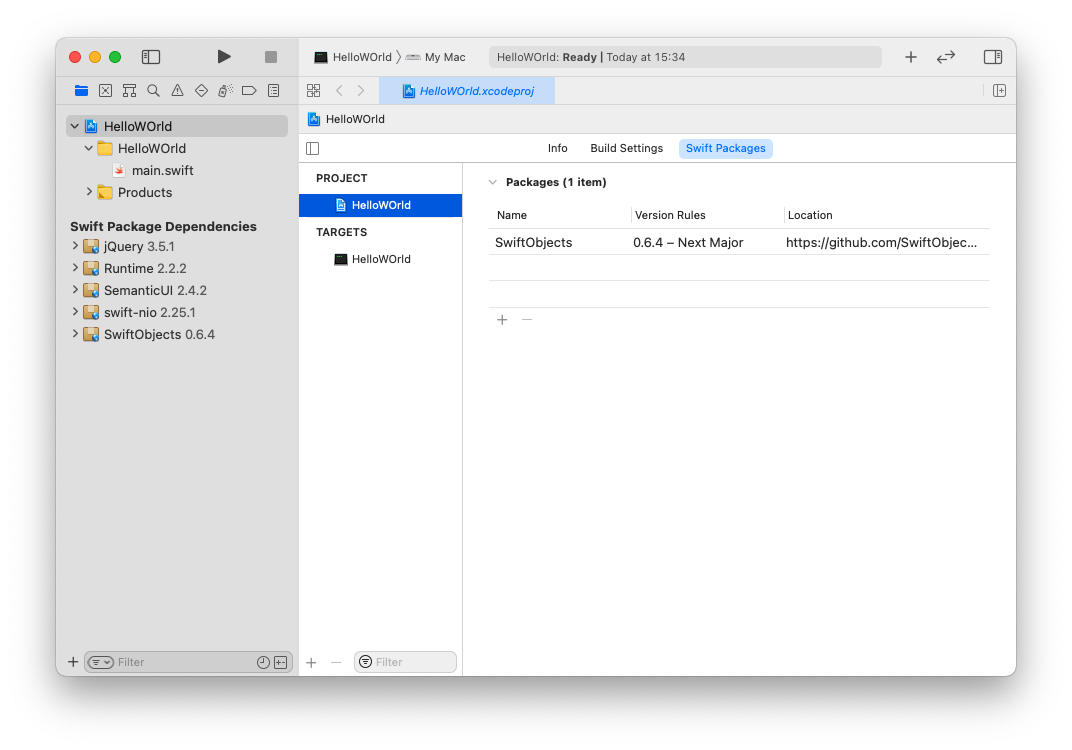 HelloWOrld 〉 My Mac
HelloWOrld: Ready | Today at 15:34
HelloWOrld.xcodeproj
HelloWOrld
HelloWOrld
main.swift
Products
Swift Package Dependencies
jQuery 3.5.1
Runtime 2.2.2
SemanticUI 2.4.2
swift-nio 2.25.1
SwiftObjects 0.6.4
Filter
HelloWOrld
Info Build Settings Swift Packages
PROJECT
HelloWOrld
TARGETS
HelloWOrld
Filter
Packages (1 item)
Name Version Rules Location
SwiftObjects 0.6.4 – Next Major https://github.com/SwiftObjec...